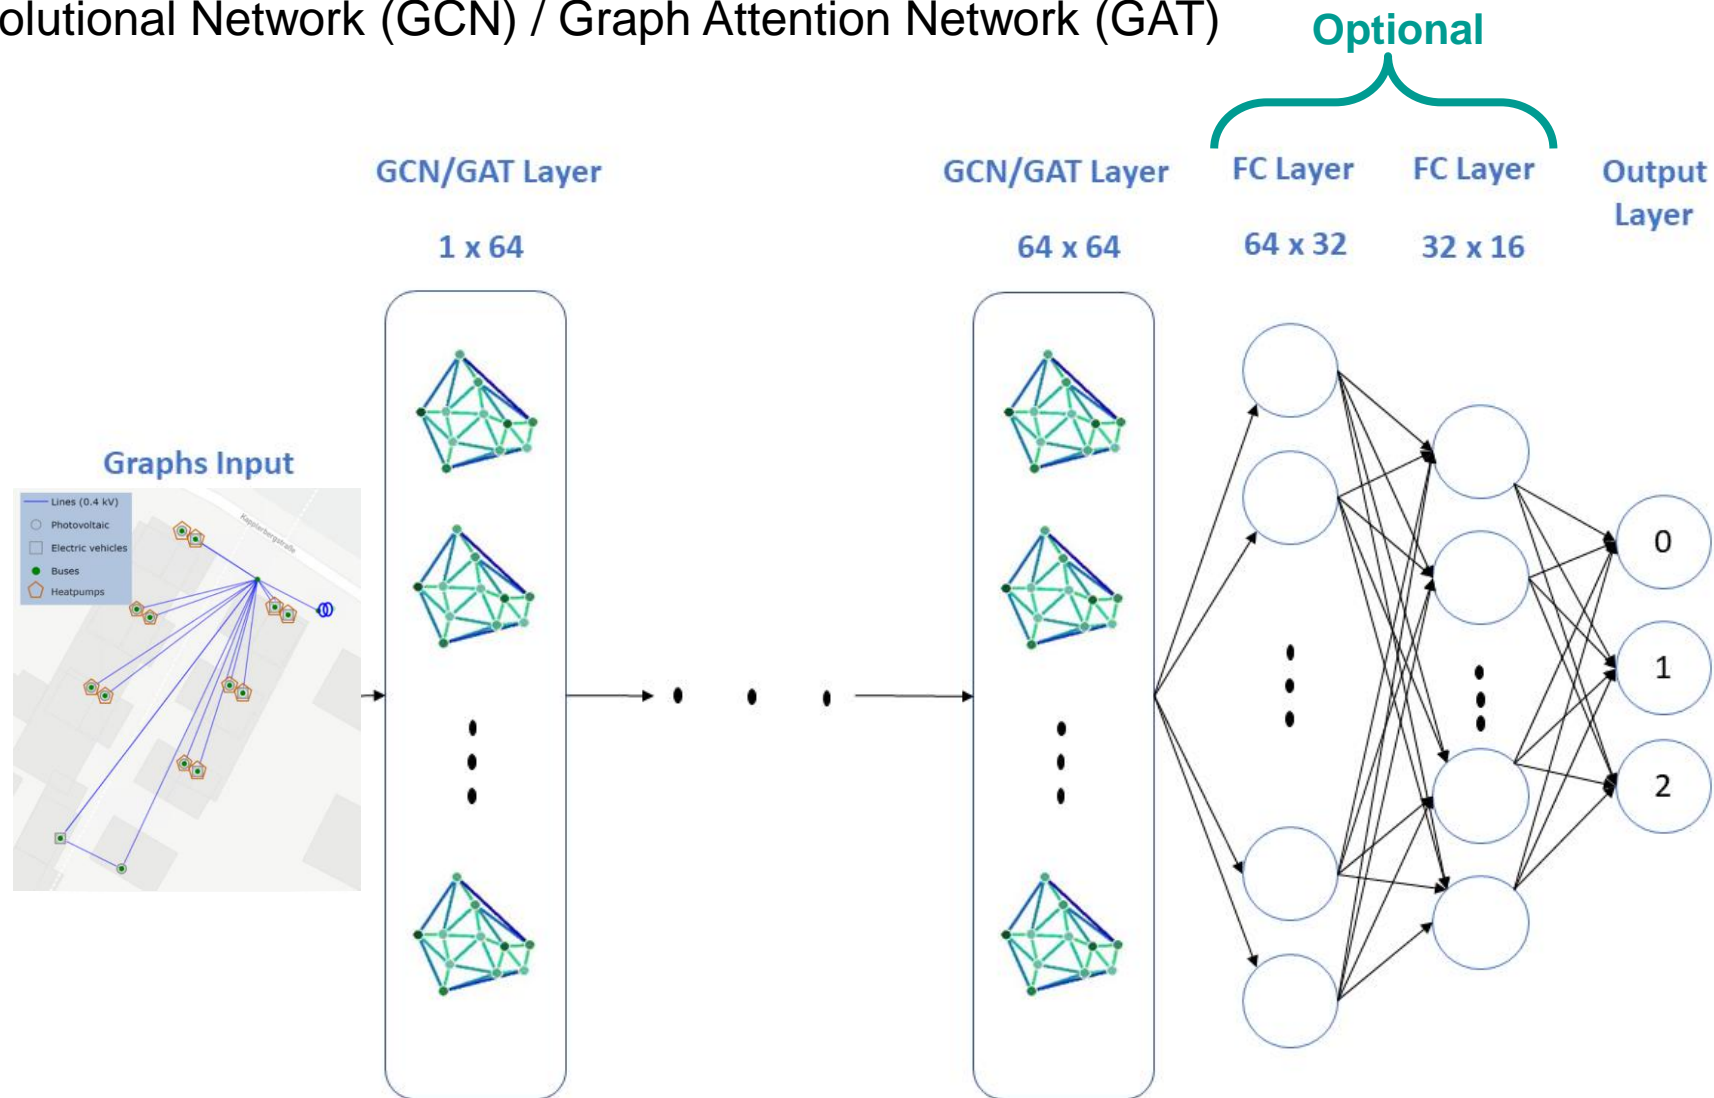 olutional Network (GCN) / Graph Attention Network (GAT)
Optional
GCN/GAT Layer
1 x 64
GCN/GAT Layer
64 x 64
FC Layer
64 x 32
FC Layer
32 x 16
Output
Layer
Graphs Input
Lines (0.4 kV)
Photovoltaic
Electric vehicles
Buses
Heatpumps
Kapplerbergstraße
0
1
2